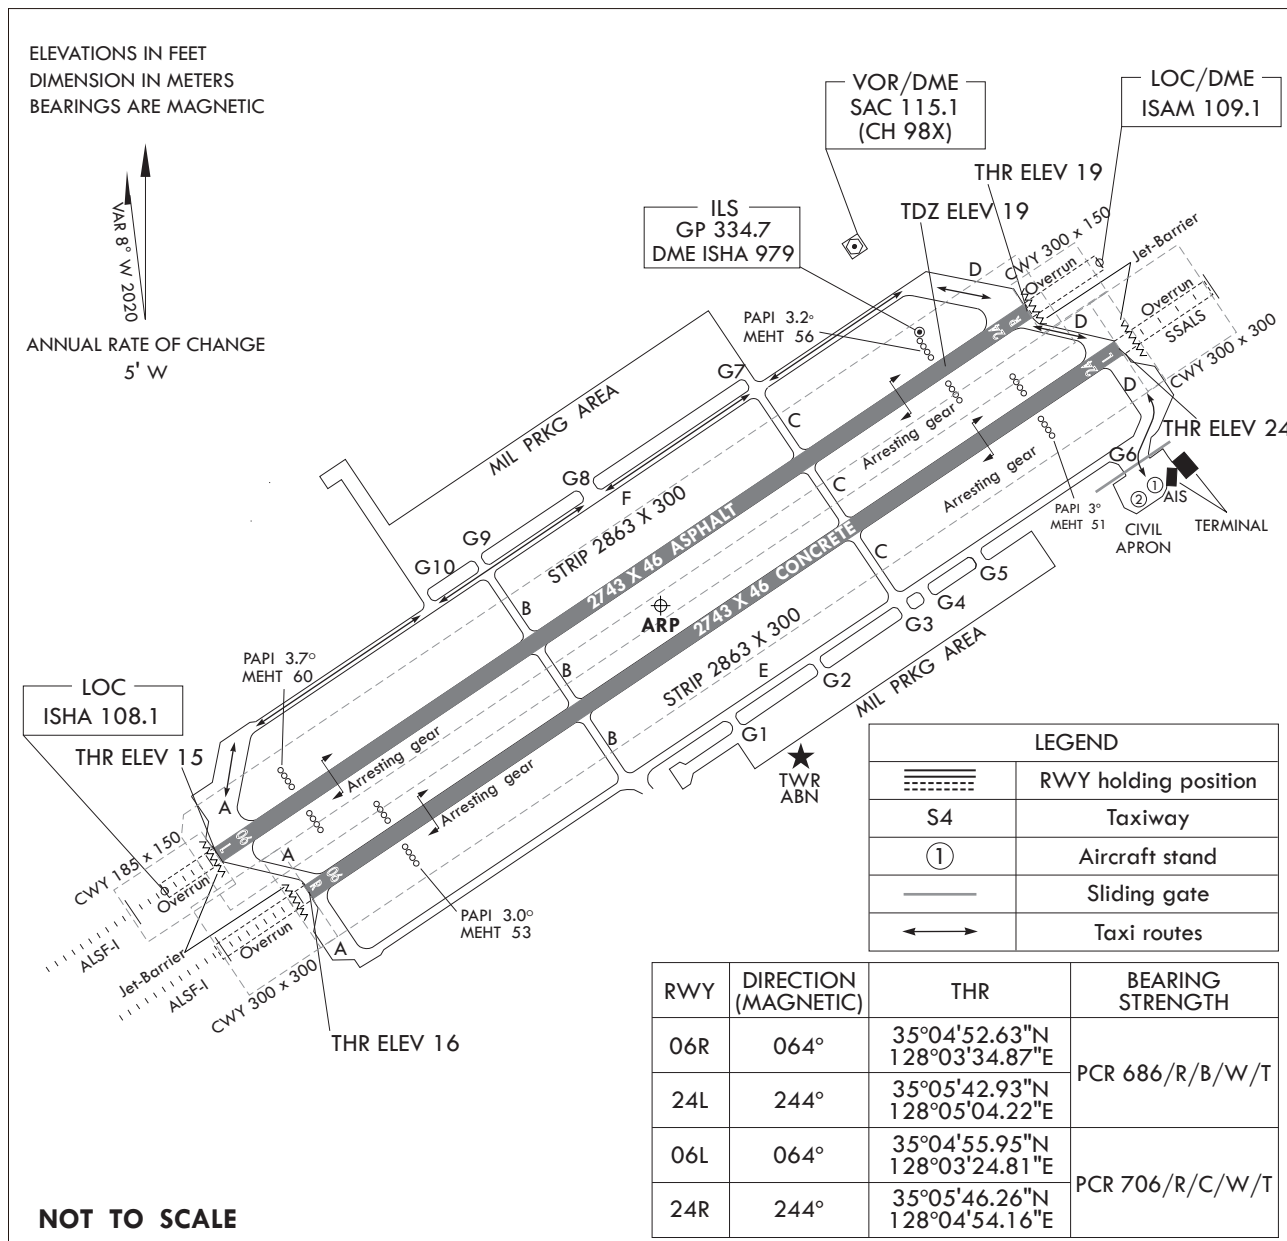 ELEVATIONS IN FEET
DIMENSION IN METERS
BEARINGS ARE MAGNETIC
VAR 8° W 2020
ANNUAL RATE OF CHANGE
5' W
VOR/DME
SAC 115.1
(CH 98X)
LOC/DME
ISAM 109.1
THR ELEV 19
TDZ ELEV 19
ILS
GP 334.7
DME ISHA 979
CWY 300 x 150
Overrun
Jet-Barrier
Overrun
SSALS
CWY 300 x 300
D
D
D
24
R
24
L
PAPI 3.2°
MEHT 56
THR ELEV 24
G6
1
2
AIS
TERMINAL
CIVIL
APRON
PAPI 3°
MEHT 51
G7
MIL PRKG AREA
G8
F
G9
G10
C
C
C
Arresting gear
Arresting gear
STRIP 2863 X 300
2743 X 46 ASPHALT
2743 X 46 CONCRETE
STRIP 2863 X 300
ARP
B
B
B
E
G5
G4
G3
G2
G1
MIL PRKG AREA
TWR
ABN
PAPI 3.7°
MEHT 60
LOC
ISHA 108.1
THR ELEV 15
Arresting gear
Arresting gear
A
A
A
06
L
06
R
CWY 185 x 150
Overrun
ALSF-I
Jet-Barrier
Overrun
ALSF-I
CWY 300 x 300
PAPI 3.0°
MEHT 53
THR ELEV 16
LEGEND
RWY holding position
S4 Taxiway
1 Aircraft stand
Sliding gate
Taxi routes
RWY DIRECTION (MAGNETIC) THR BEARING STRENGTH
06R 064° 35°04'52.63"N 128°03'34.87"E PCR 686/R/B/W/T
24L 244° 35°05'42.93"N 128°05'04.22"E
06L 064° 35°04'55.95"N 128°03'24.81"E PCR 706/R/C/W/T
24R 244° 35°05'46.26"N 128°04'54.16"E
NOT TO SCALE